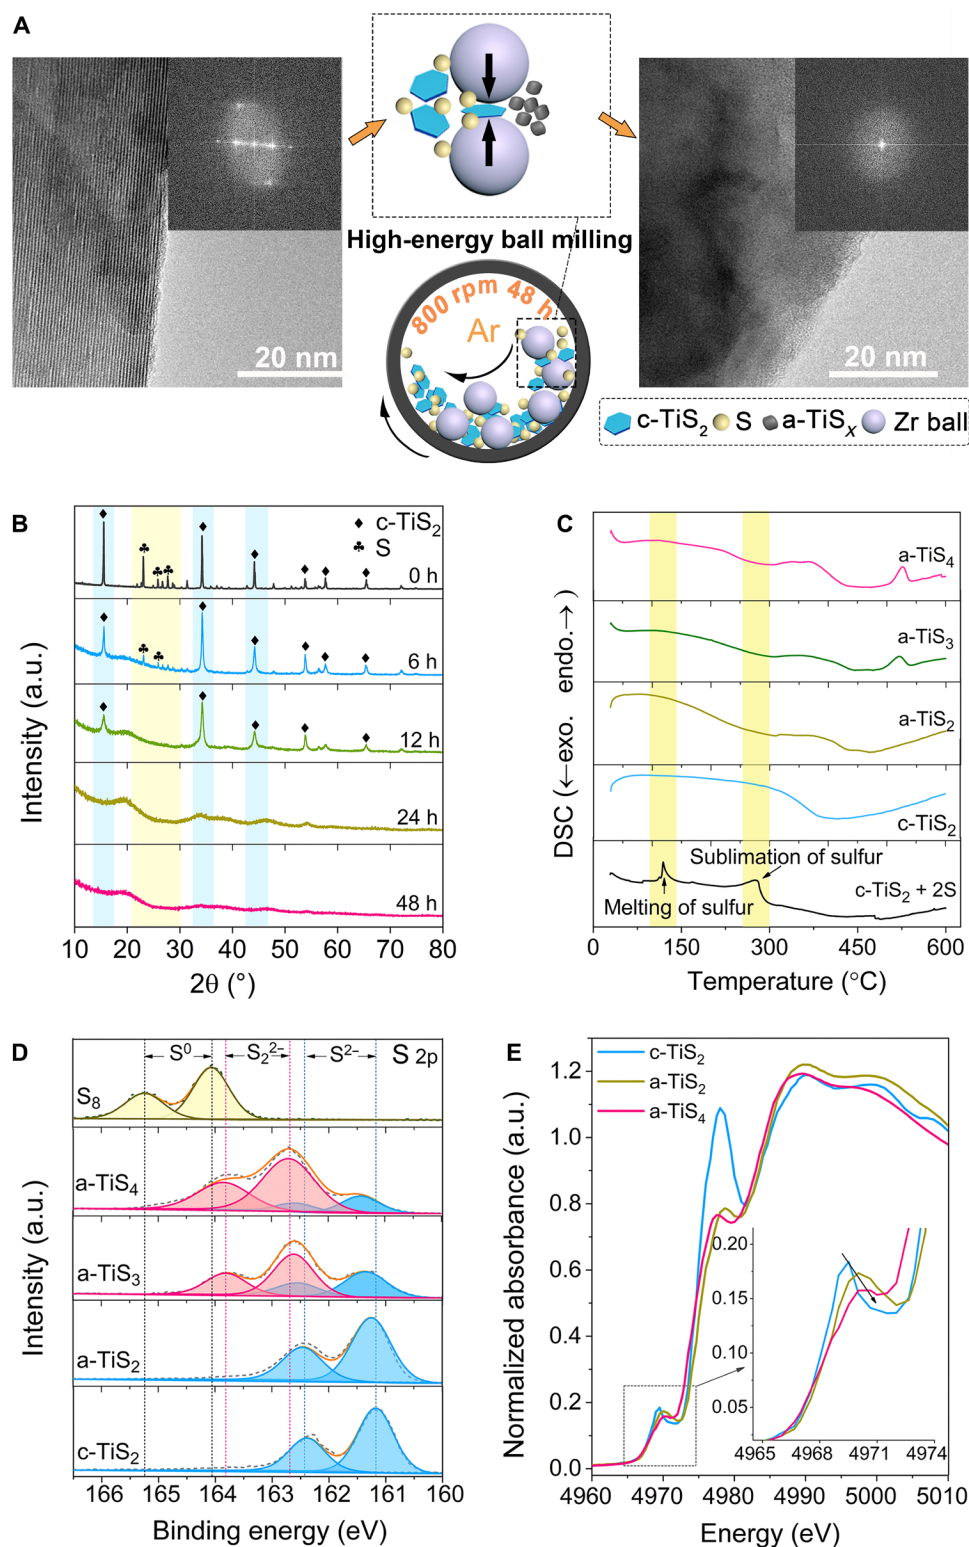 A
High-energy ball milling
800 rpm 48 h
Ar
20 nm
20 nm
c-TiS₂ S a-TiSₓ Zr ball
B
c-TiS₂
S
0 h
6 h
12 h
24 h
48 h
Intensity (a.u.)
10 20 30 40 50 60 70 80
2θ (°)
C
a-TiS₄
a-TiS₃
a-TiS₂
c-TiS₂
Sublimation of sulfur
Melting of sulfur
c-TiS₂ + 2S
DSC (←exo. endo.→)
0 150 300 450 600
Temperature (°C)
D
S⁰ S₂²⁻ S²⁻ S 2p
S₈
a-TiS₄
a-TiS₃
a-TiS₂
c-TiS₂
Intensity (a.u.)
166 165 164 163 162 161 160
Binding energy (eV)
E
c-TiS₂
a-TiS₂
a-TiS₄
Normalized absorbance (a.u.)
1.2
1.0
0.8
0.6
0.4
0.2
0.0
0.20
0.15
0.10
0.05
4965 4968 4971 4974
4960 4970 4980 4990 5000 5010
Energy (eV)